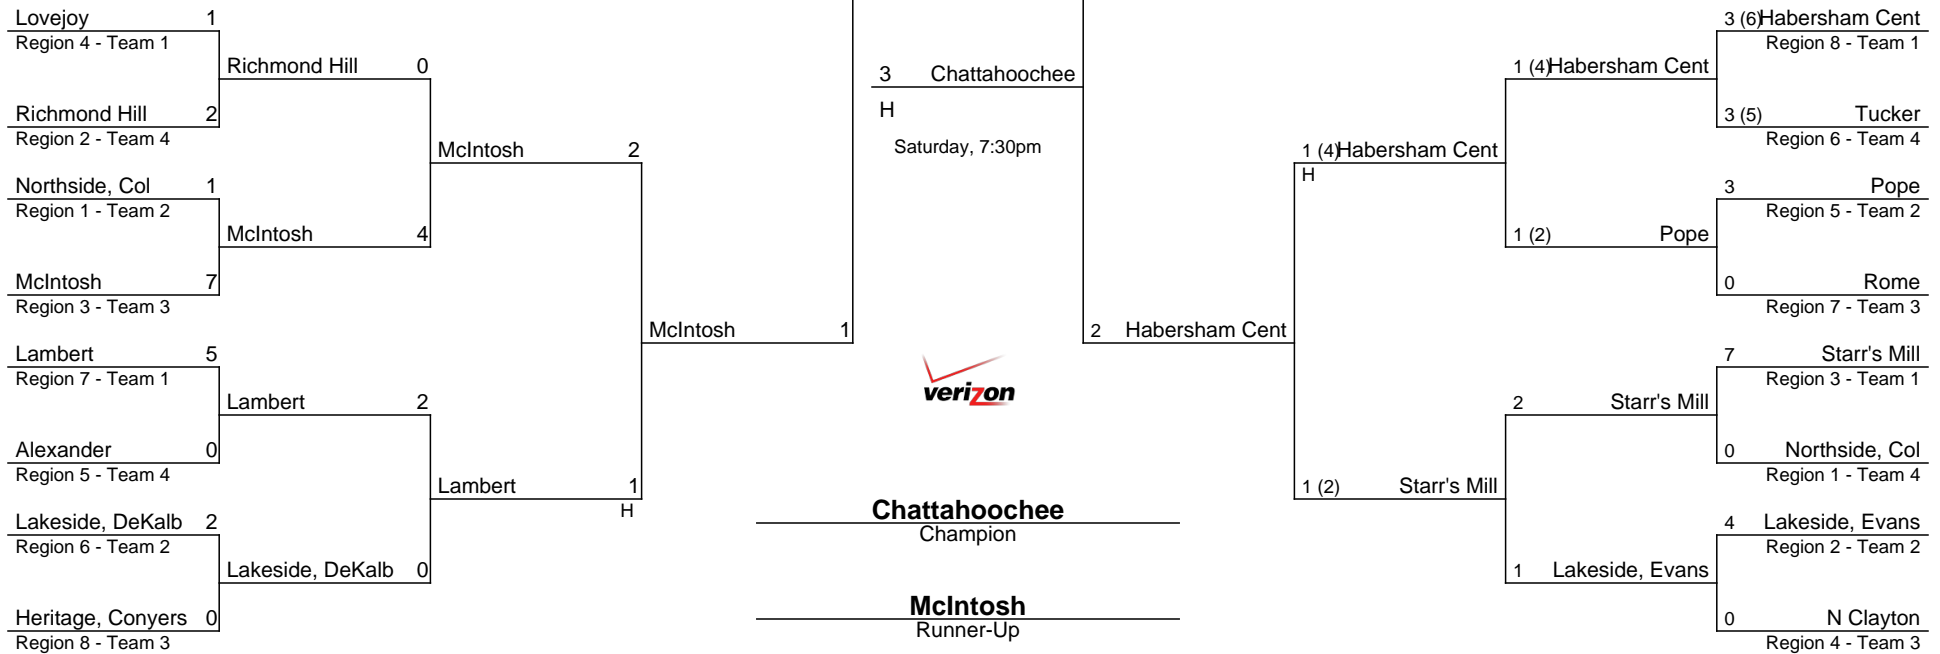 Lovejoy 1
Region 4 - Team 1
Richmond Hill 0
Richmond Hill 2
Region 2 - Team 4
McIntosh 2
Northside, Col 1
Region 1 - Team 2
McIntosh 4
McIntosh 7
Region 3 - Team 3
McIntosh 1
Lambert 5
Region 7 - Team 1
Lambert 2
Alexander 0
Region 5 - Team 4
Lambert 1
H
Lakeside, DeKalb 2
Region 6 - Team 2
Lakeside, DeKalb 0
Heritage, Conyers 0
Region 8 - Team 3
3 Chattahoochee
H
Saturday, 7:30pm
verizon
Chattahoochee
Champion
McIntosh
Runner-Up
3 (6) Habersham Cent
Region 8 - Team 1
1 (4) Habersham Cent
3 (5) Tucker
Region 6 - Team 4
1 (4) Habersham Cent
H
3 Pope
Region 5 - Team 2
1 (2) Pope
0 Rome
Region 7 - Team 3
2 Habersham Cent
7 Starr's Mill
Region 3 - Team 1
2 Starr's Mill
0 Northside, Col
Region 1 - Team 4
1 (2) Starr's Mill
4 Lakeside, Evans
Region 2 - Team 2
1 Lakeside, Evans
0 N Clayton
Region 4 - Team 3